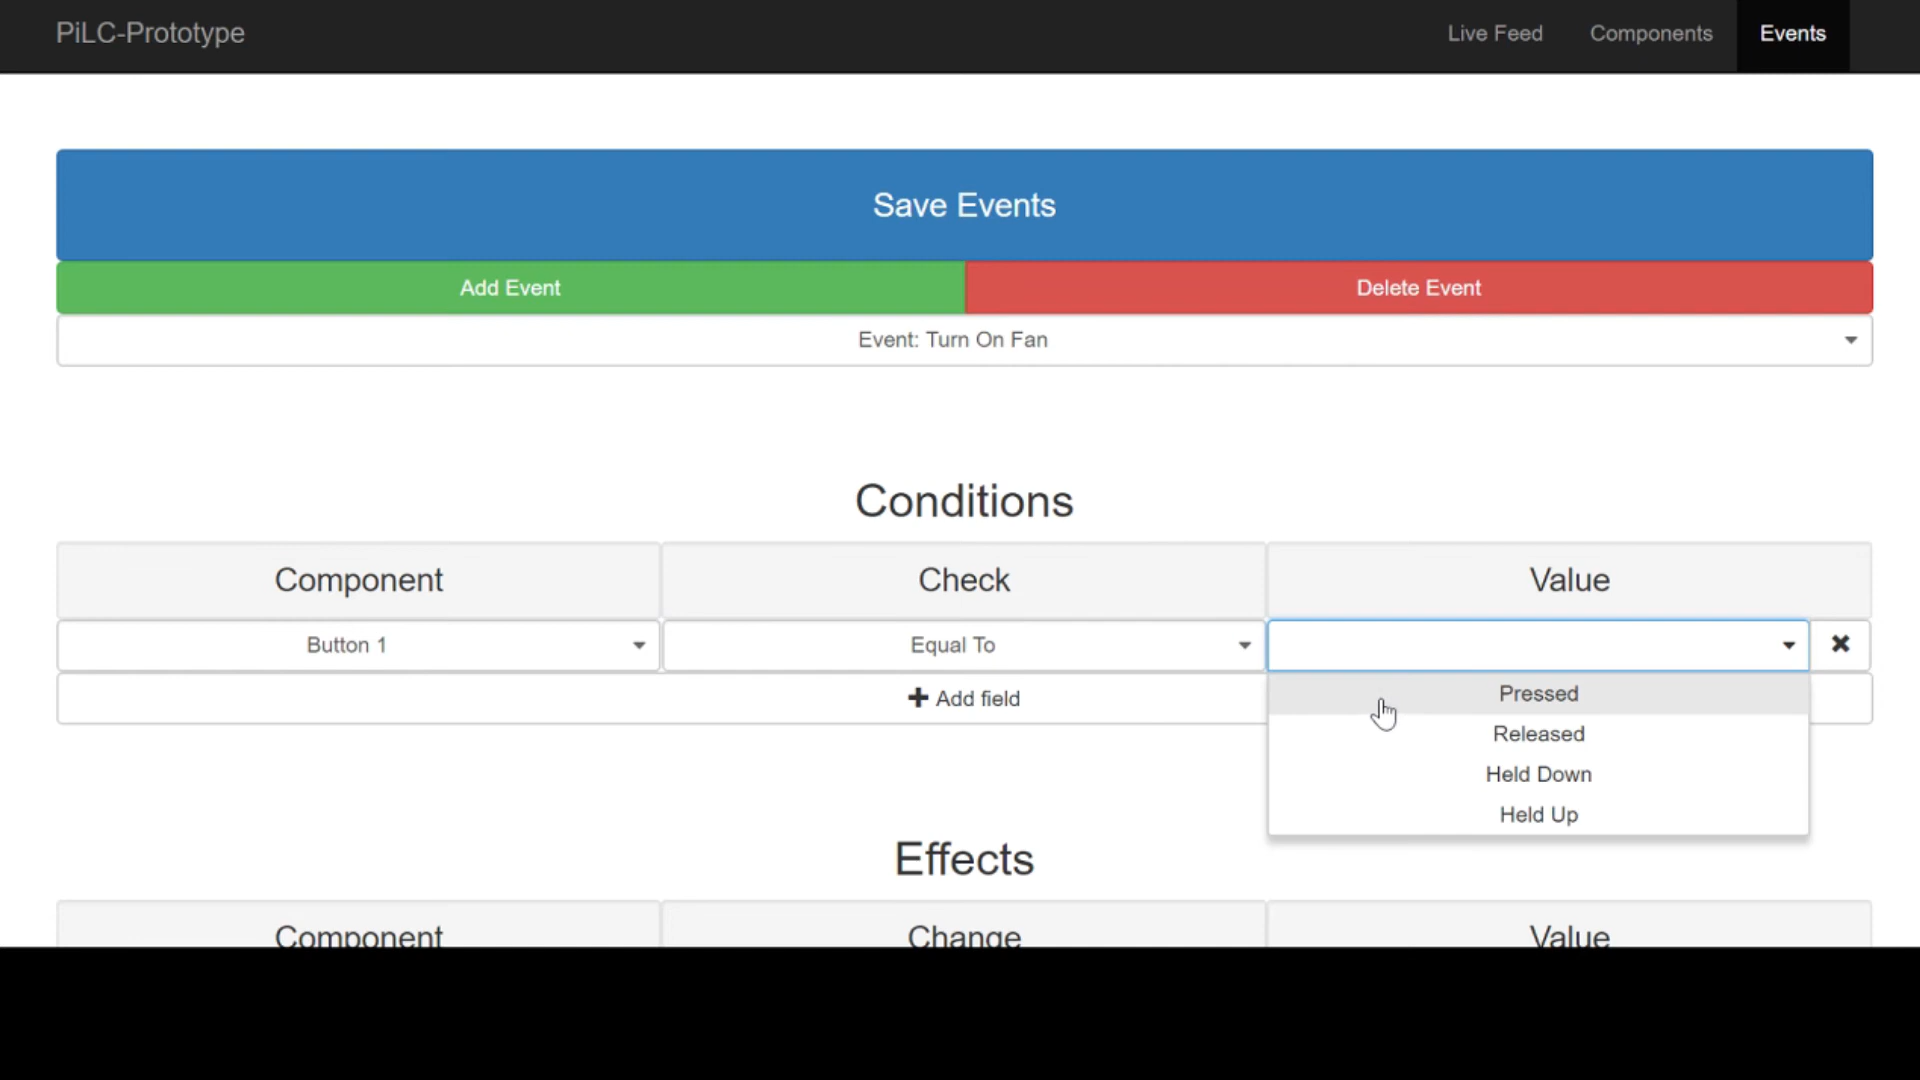 PiLC-Prototype Live Feed Components Events
Save Events
Add Event Delete Event
Event: Turn On Fan
Conditions
Component Check Value
Button 1 Equal To
Add field
Pressed
Released
Held Down
Held Up
Effects
Component Change Value